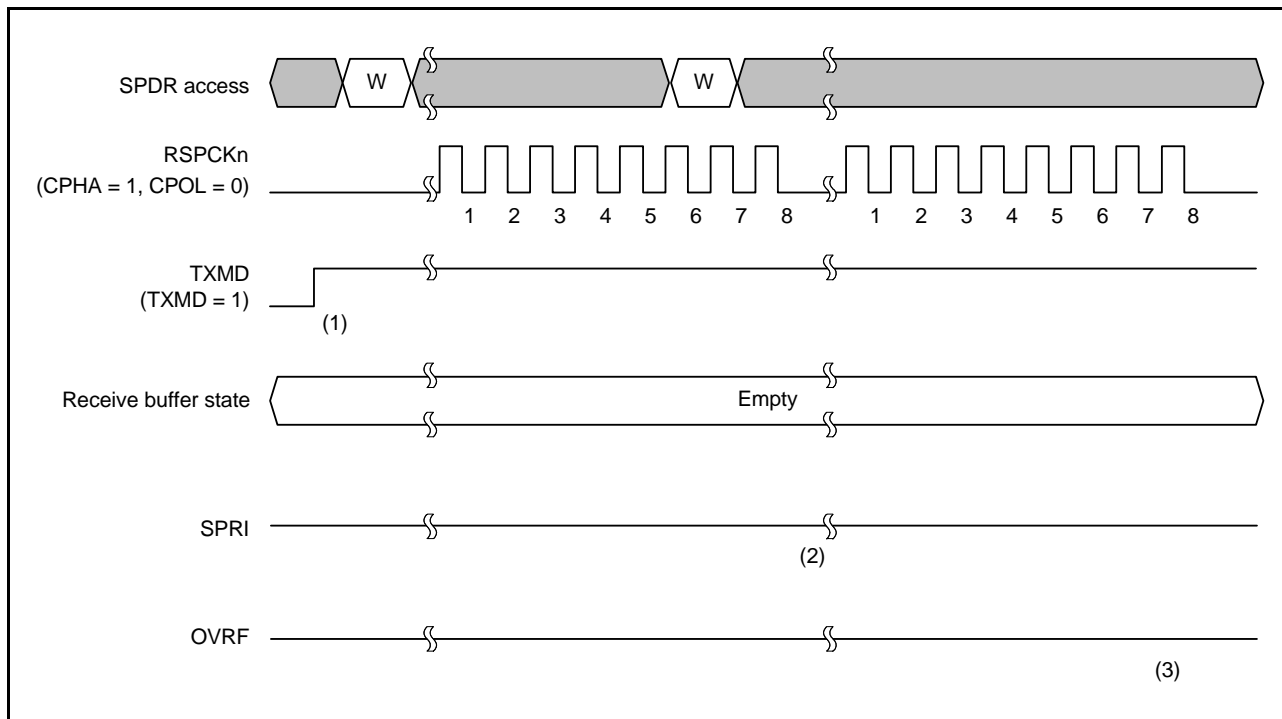 SPDR access
W
W
RSPCKn
(CPHA = 1, CPOL = 0)
1 2 3 4 5 6 7 8 1 2 3 4 5 6 7 8
TXMD
(TXMD = 1)
(1)
Receive buffer state
Empty
SPRI
(2)
OVRF
(3)